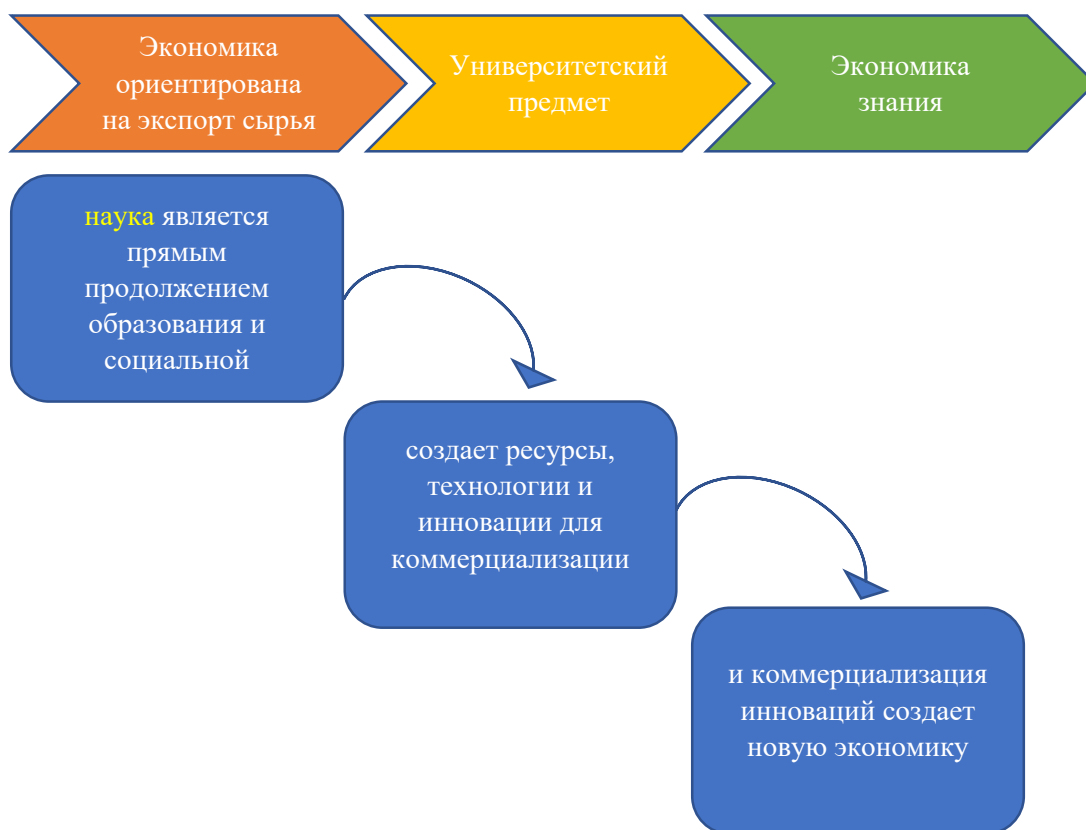 Экономика
ориентирована
на экспорт сырья
Университетский
предмет
Экономика
знания
наука является
прямым
продолжением
образования и
социальной
создает ресурсы,
технологии и
инновации для
коммерциализации
и коммерциализация
инноваций создает
новую экономику